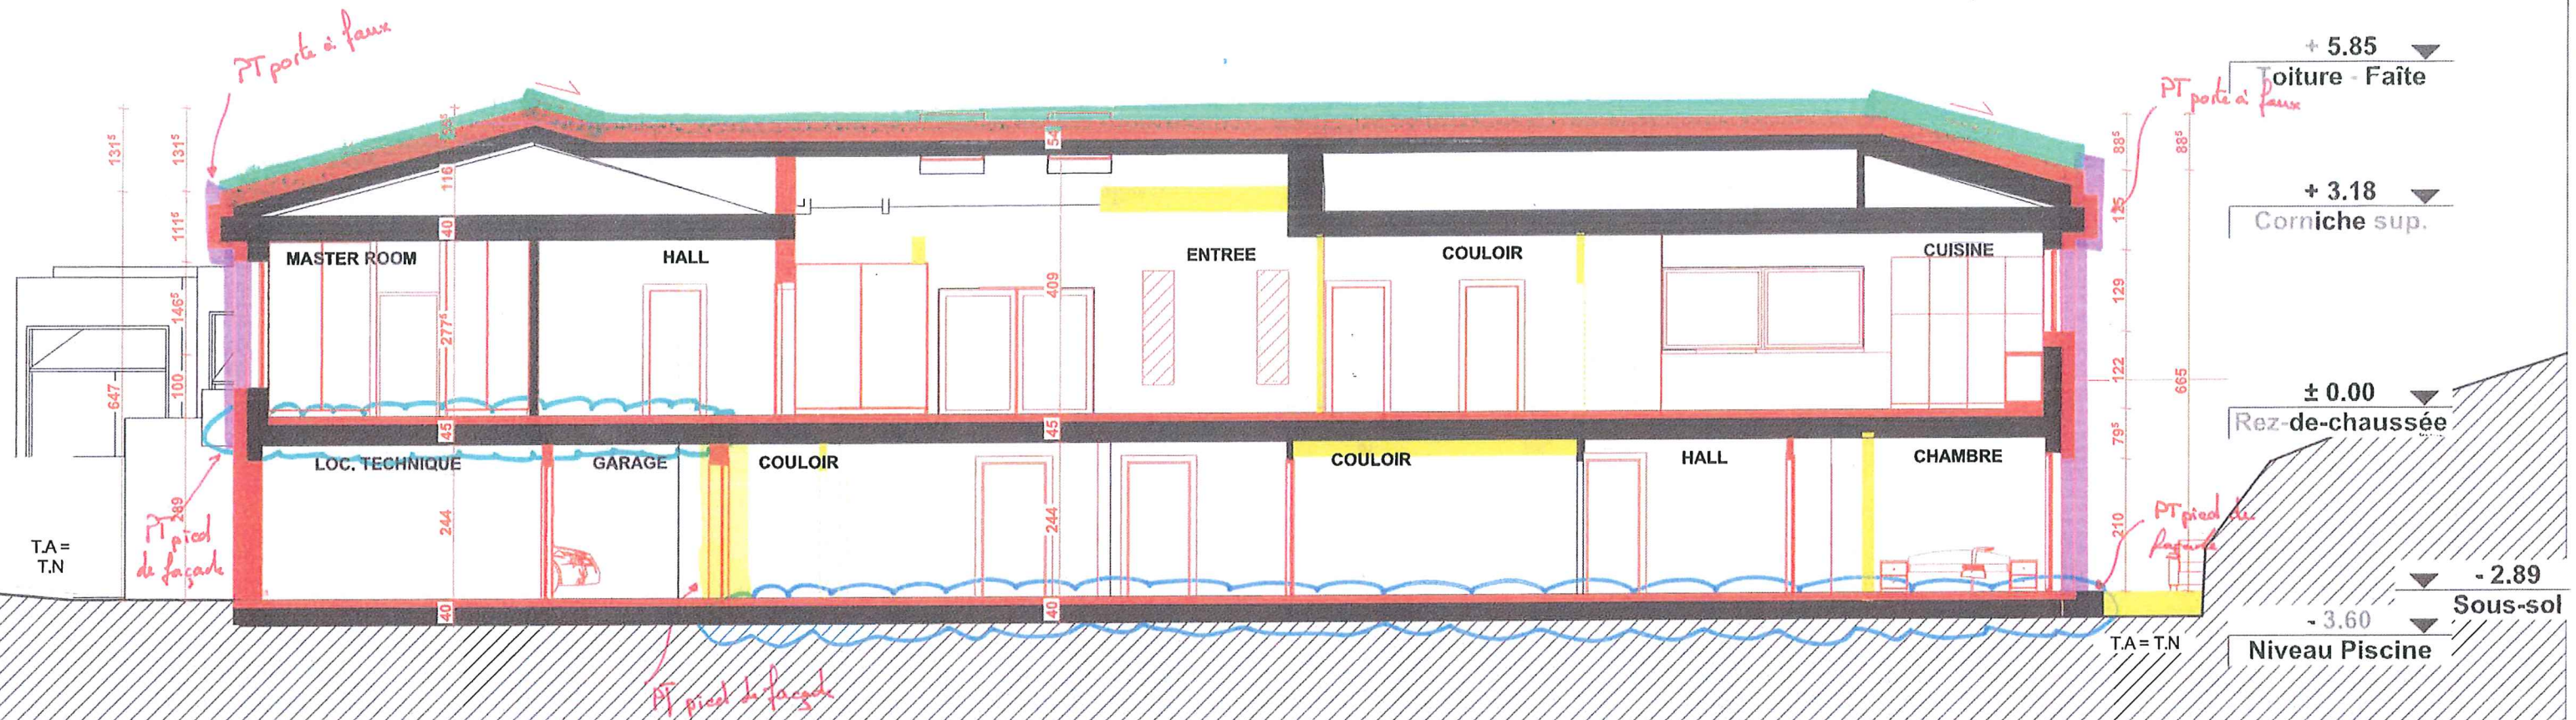 PT porte à faux
+ 5.85
Toiture - Faîte
PT porte à faux
1315
1315
116
54
885
885
+ 3.18
Corniche sup.
1115
40
125
MASTER ROOM
HALL
ENTREE
COULOIR
CUISINE
1465
2775
409
129
647
100
122
665
± 0.00
Rez-de-chaussée
45
45
795
LOC. TECHNIQUE
GARAGE
COULOIR
COULOIR
HALL
CHAMBRE
289
244
244
210
PT pied
de façade
PT pied de
façade
T.A =
T.N
- 2.89
Sous-sol
40
40
- 3.60
Niveau Piscine
T.A = T.N
PT pied de façade